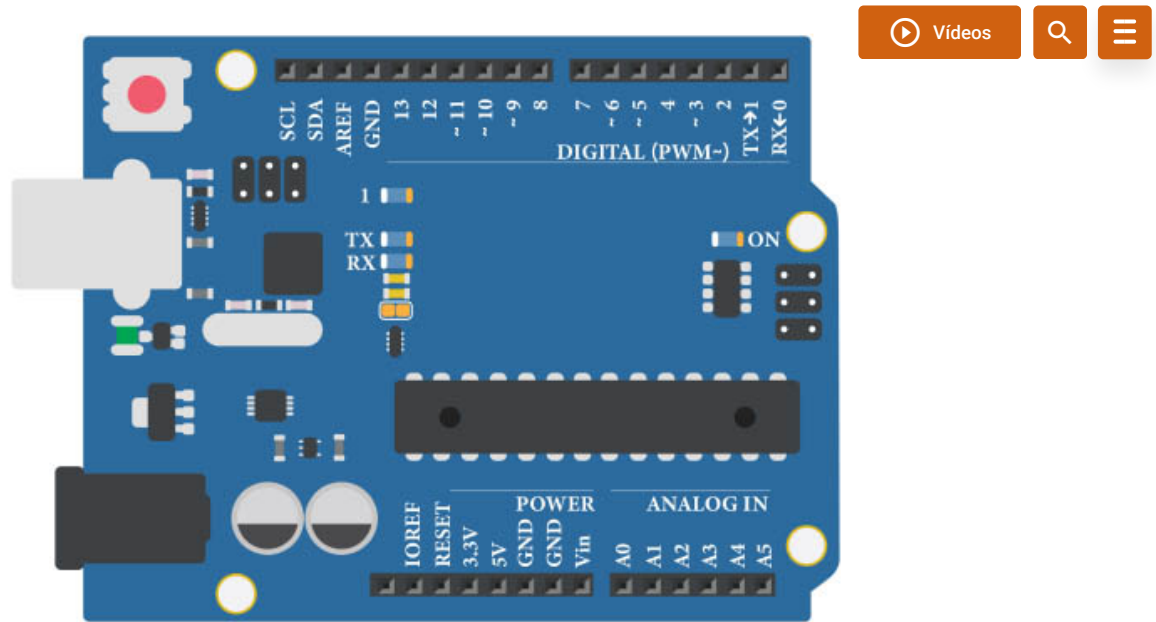 Vídeos
SCL
SDA
AREF
GND
13
12
~ 11
~ 10
~ 9
8
7
~ 6
~ 5
4
~ 3
2
TX→1
RX←0
DIGITAL (PWM~)
1
TX
RX
ON
POWER
ANALOG IN
IOREF
RESET
3.3V
5V
GND
GND
Vin
A0
A1
A2
A3
A4
A5